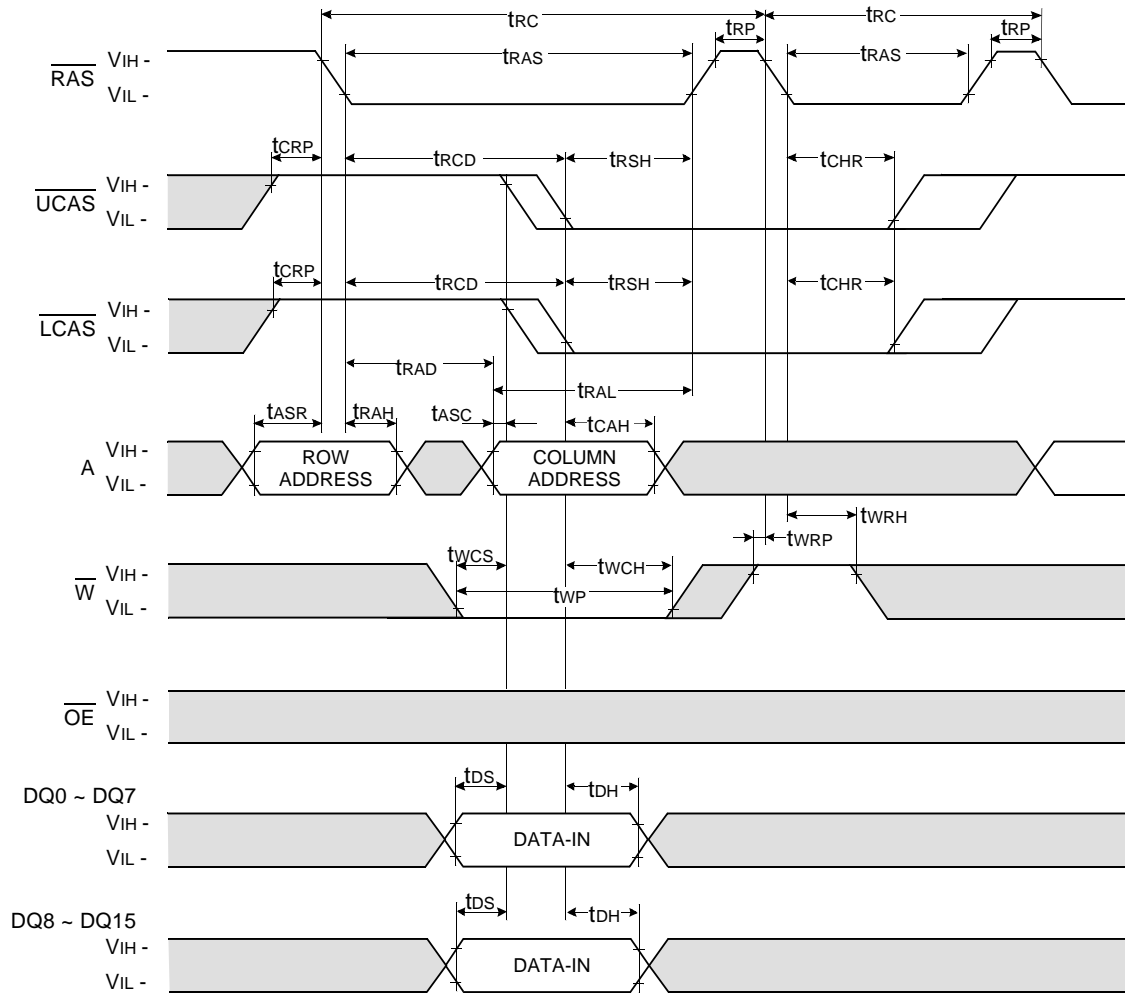 tRC tRC
tRP tRP
tRAS tRAS
RAS
VIH -
VIL -
tCRP tRCD tRSH tCHR
UCAS
VIH -
VIL -
tCRP tRCD tRSH tCHR
LCAS
VIH -
VIL -
tRAD
tRAL
tASR tRAH tASC tCAH
A
VIH -
VIL -
ROW
ADDRESS
COLUMN
ADDRESS
tWRH
tWRP
tWCS tWCH
tWP
W
VIH -
VIL -
OE
VIH -
VIL -
tDS tDH
DQ0 ~ DQ7
VIH -
VIL -
DATA-IN
tDS tDH
DQ8 ~ DQ15
VIH -
VIL -
DATA-IN